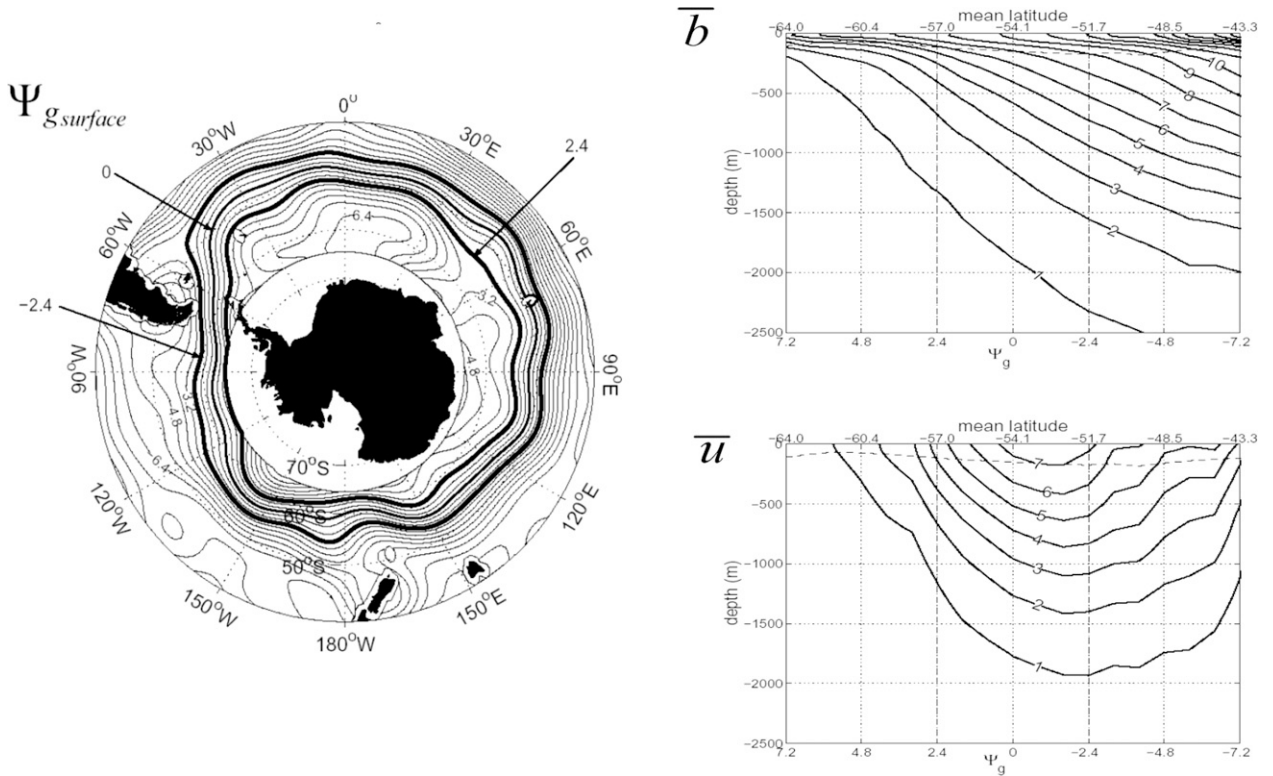 Ψg surface
0°
30°W
30°E
2.4
0
60°W
60°E
6.4
−2.4
3.2
90°W
90°E
3.2
4.8
4.8
6.4
70°S
60°S
50°S
120°W
120°E
150°W
150°E
180°W
b
mean latitude
−64.0 −60.4 −57.0 −54.1 −51.7 −48.5 −43.3
0
−500
−1000
−1500
−2000
−2500
depth (m)
10
9
8
7
6
5
4
3
2
1
7.2 4.8 2.4 0 −2.4 −4.8 −7.2
Ψg
u
mean latitude
−64.0 −60.4 −57.0 −54.1 −51.7 −48.5 −43.3
0
−500
−1000
−1500
−2000
−2500
depth (m)
7
6
5
4
3
2
1
7.2 4.8 2.4 0 −2.4 −4.8 −7.2
Ψg